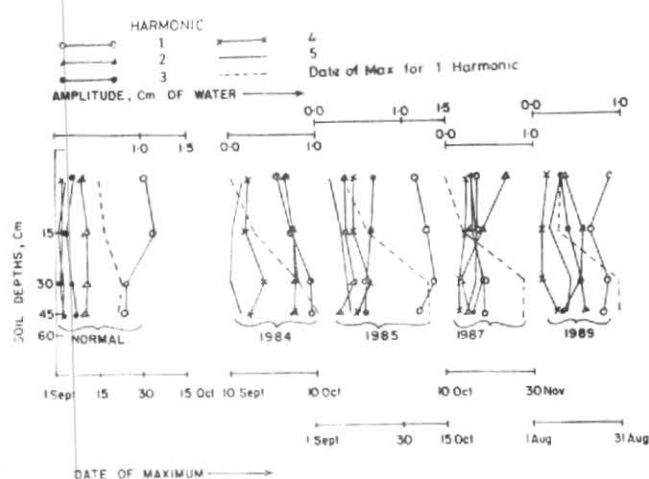 HARMONIC
1 4
2 5
3 Date of Max for 1 Harmonic
AMPLITUDE, Cm OF WATER
0·0 1·0 1·5 0·0 1·0
1·0 1·5 0·0 1·0 0·0 1·0
SOIL DEPTHS, Cm
15
30
45
60
NORMAL 1984 1985 1987 1989
1 Sept 15 30 15 Oct 10 Sept 10 Oct 10 Oct 30 Nov
1 Sept 30 15 Oct 1 Aug 31 Aug
DATE OF MAXIMUM